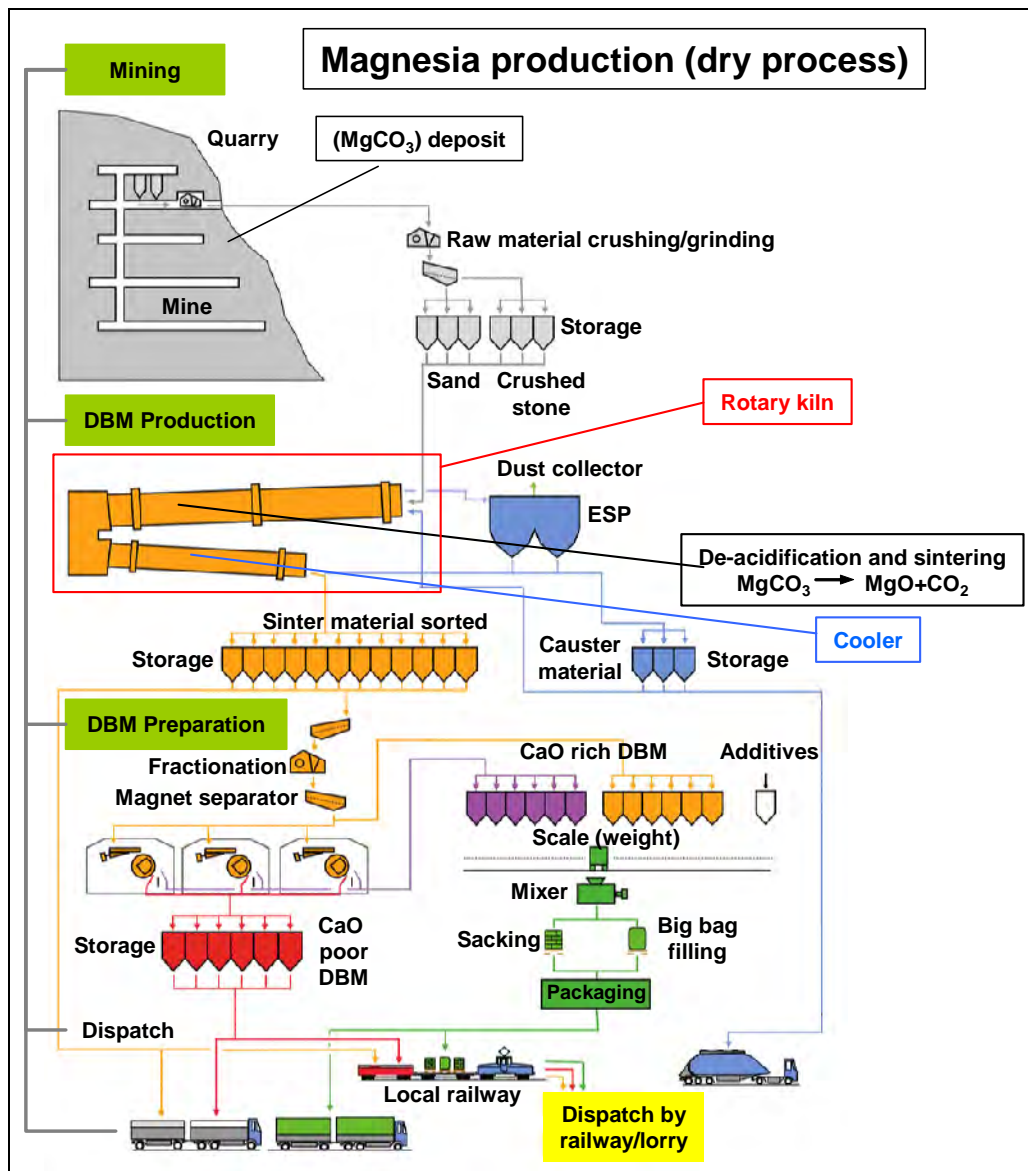 Magnesia production (dry process)
Mining
Quarry
(MgCO3) deposit
Raw material crushing/grinding
Mine
Storage
Sand
Crushed
stone
DBM Production
Rotary kiln
Dust collector
ESP
De-acidification and sintering
MgCO3 → MgO+CO2
Cooler
Sinter material sorted
Storage
Causter
material
Storage
DBM Preparation
CaO rich DBM
Additives
Fractionation
Magnet separator
Scale (weight)
Mixer
Storage
CaO
poor
DBM
Sacking
Big bag
filling
Packaging
Dispatch
Local railway
Dispatch by
railway/lorry